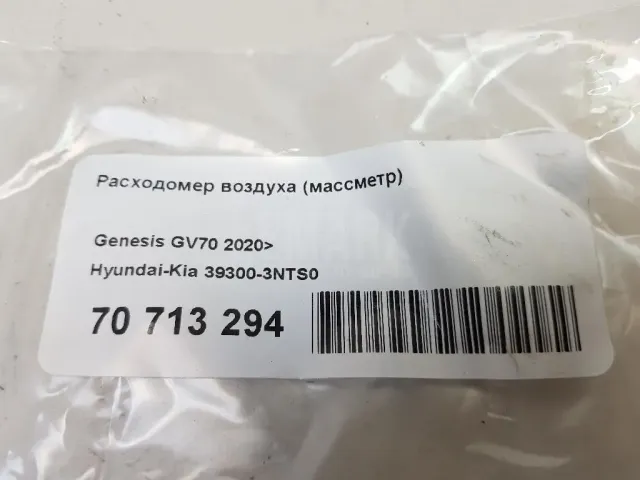 Расходомер воздуха (массметр)
Genesis GV70 2020>
Hyundai-Kia 39300-3NTS0
70 713 294